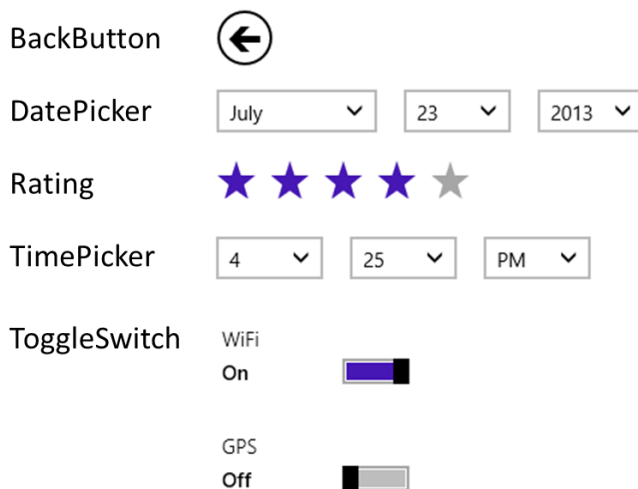 BackButton
DatePicker July 23 2013
Rating
TimePicker 4 25 PM
ToggleSwitch WiFi
On
GPS
Off